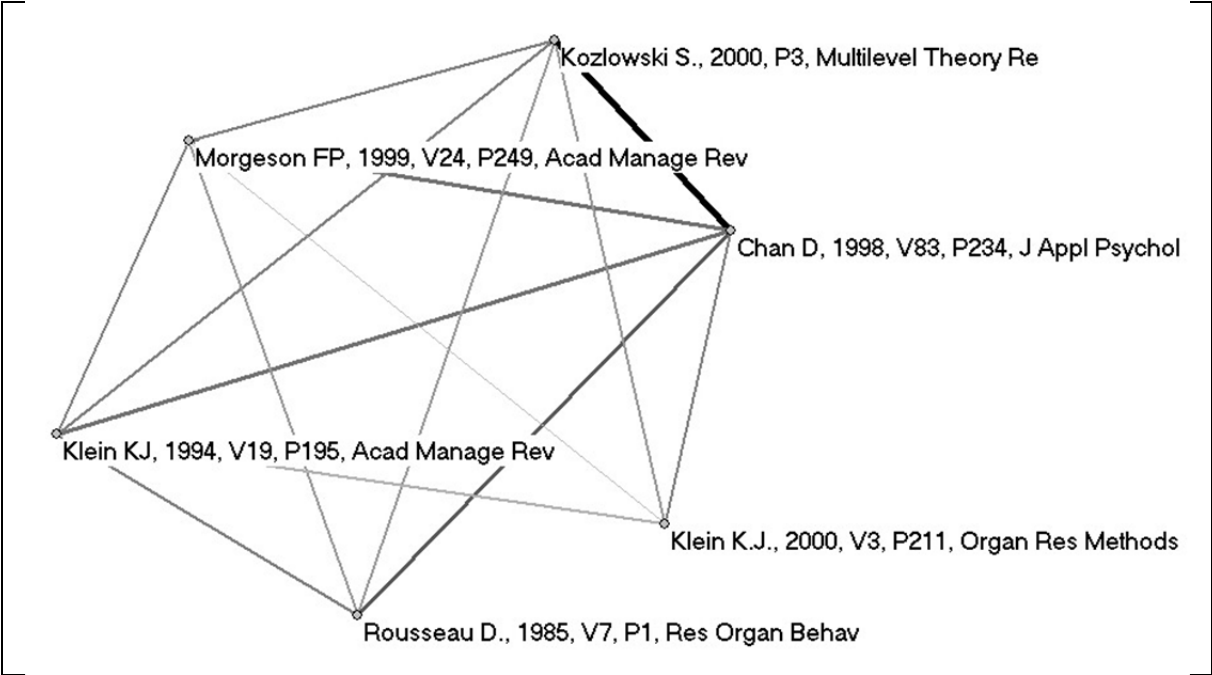 Kozlowski S., 2000, P3, Multilevel Theory Re
Morgeson FP, 1999, V24, P249, Acad Manage Rev
Chan D, 1998, V83, P234, J Appl Psychol
Klein KJ, 1994, V19, P195, Acad Manage Rev
Klein K.J., 2000, V3, P211, Organ Res Methods
Rousseau D., 1985, V7, P1, Res Organ Behav